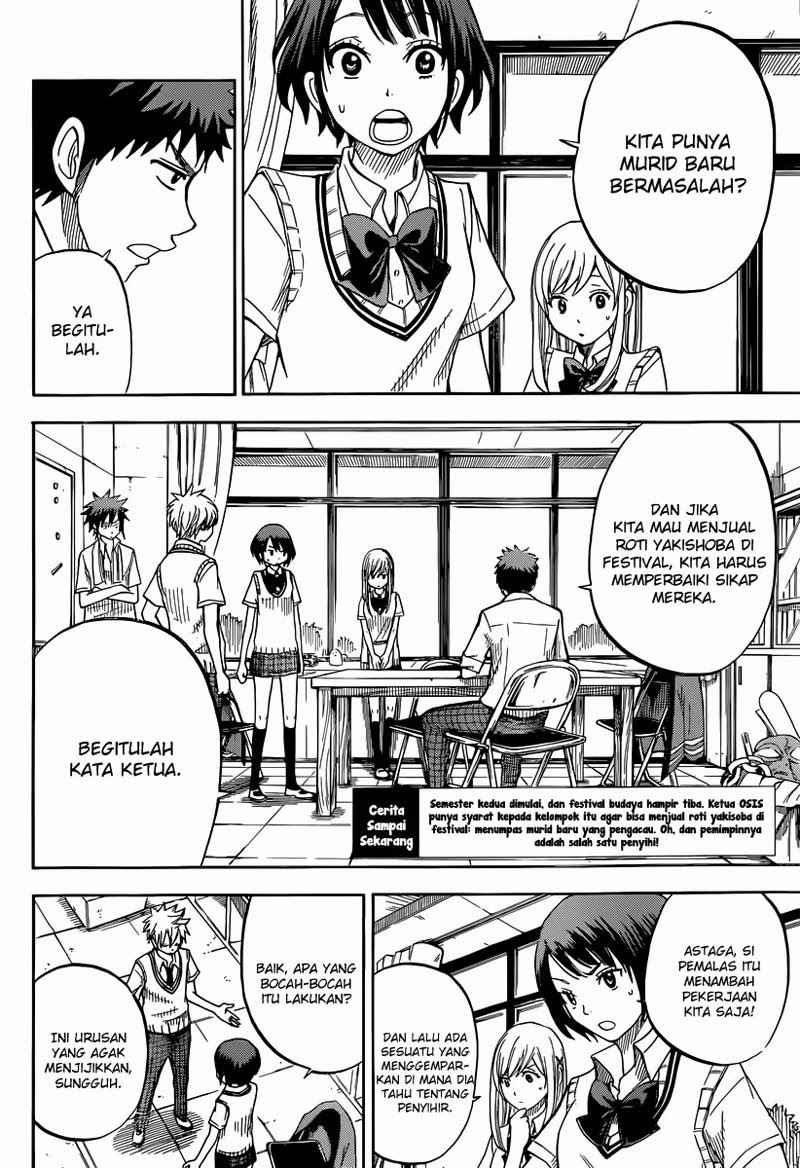 KITA PUNYA
MURID BARU
BERMASALAH?
YA
BEGITU-
LAH.
DAN JIKA
KITA MAU MENJUAL
ROTI YAKISHOBA DI
FESTIVAL, KITA HARUS
MEMPERBAIKI SIKAP
MEREKA.
BEGITULAH
KATA KETUA.
Cerita
Sampai
Sekarang
Semester kedua dimulai, dan festival budaya hampir tiba. Ketua OSIS
punya syarat kepada kelompok itu agar bisa menjual roti yakisoba di
festival: menumpas murid baru yang pengacau. Oh, dan pemimpinnya
adalah salah satu penyihi!
ASTAGA, SI
PEMALAS ITU
MENAMBAH
PEKERJAAN
KITA SAJA!
DAN LALU ADA
SESUATU YANG
MENGGEMPAR-
KAN DI MANA DIA
TAHU TENTANG
PENYIHIR.
BAIK, APA YANG
BOCAH-BOCAH
ITU LAKUKAN?
INI URUSAN
YANG AGAK
MENJIJIKKAN,
SUNGGUH.